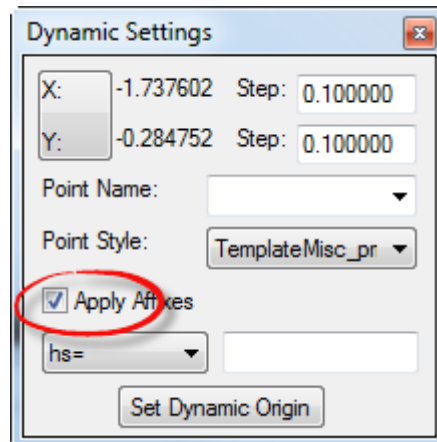 Dynamic Settings
X: -1.737602 Step: 0.100000
Y: -0.284752 Step: 0.100000
Point Name:
Point Style: TemplateMisc_pr
Apply Affixes
hs=
Set Dynamic Origin